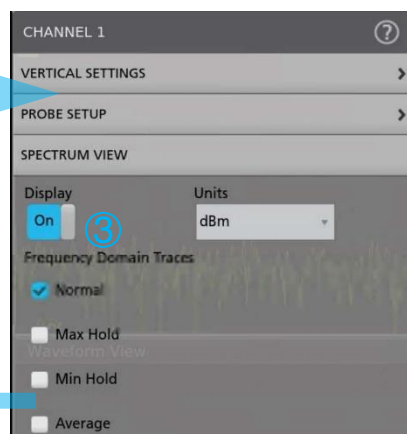 CHANNEL 1 ?
VERTICAL SETTINGS >
PROBE SETUP >
SPECTRUM VIEW
Display Units
On ③ dBm
Frequency Domain Traces
Normal
Max Hold
Waveform View
Min Hold
Average